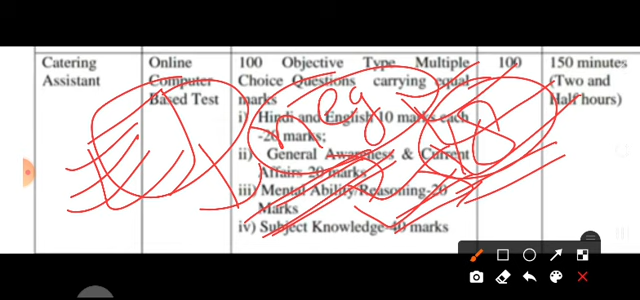 Catering Assistant
Online Computer Based Test
100 Objective Type Multiple
Choice Questions carrying equal
marks
i) Hindi and English 10 marks each
-20 marks;
ii) General Awareness & Current
Affairs-20 marks
iii) Mental Ability/Reasoning-20
Marks
iv) Subject Knowledge-40 marks
100
150 minutes
(Two and
Half hours)